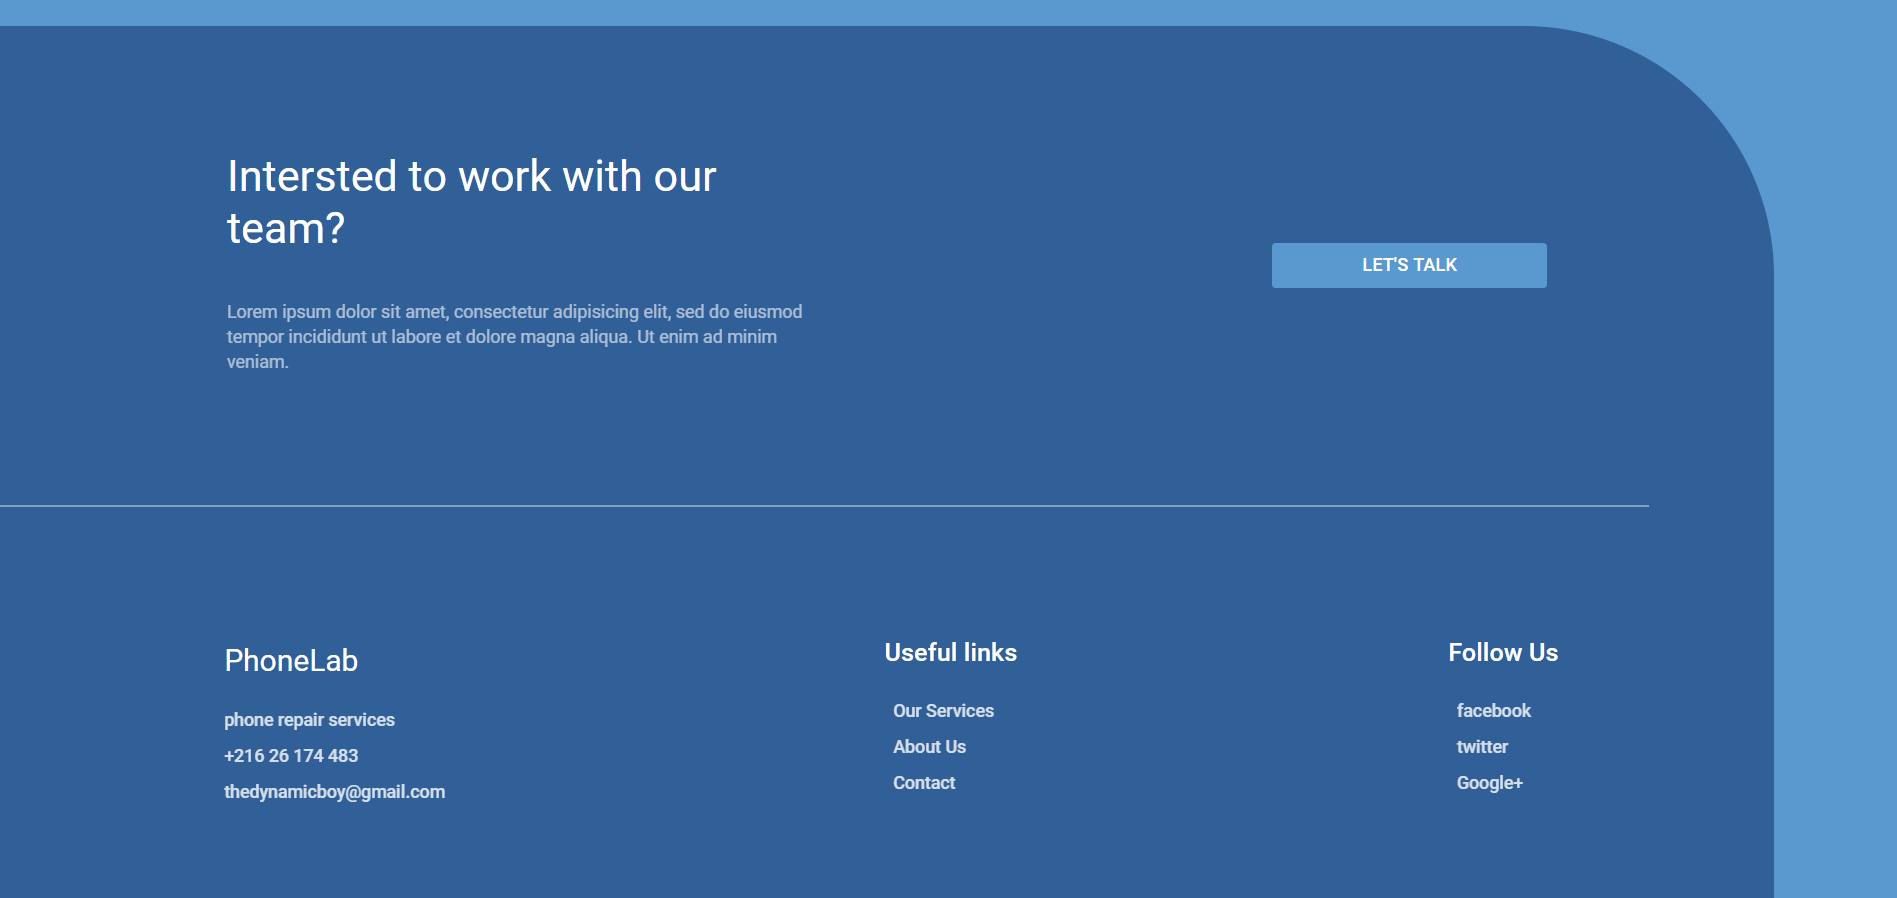 Intersted to work with our
team?
Lorem ipsum dolor sit amet, consectetur adipisicing elit, sed do eiusmod
tempor incididunt ut labore et dolore magna aliqua. Ut enim ad minim
veniam.
LET'S TALK
PhoneLab
phone repair services
+216 26 174 483
thedynamicboy@gmail.com
Useful links
Our Services
About Us
Contact
Follow Us
facebook
twitter
Google+